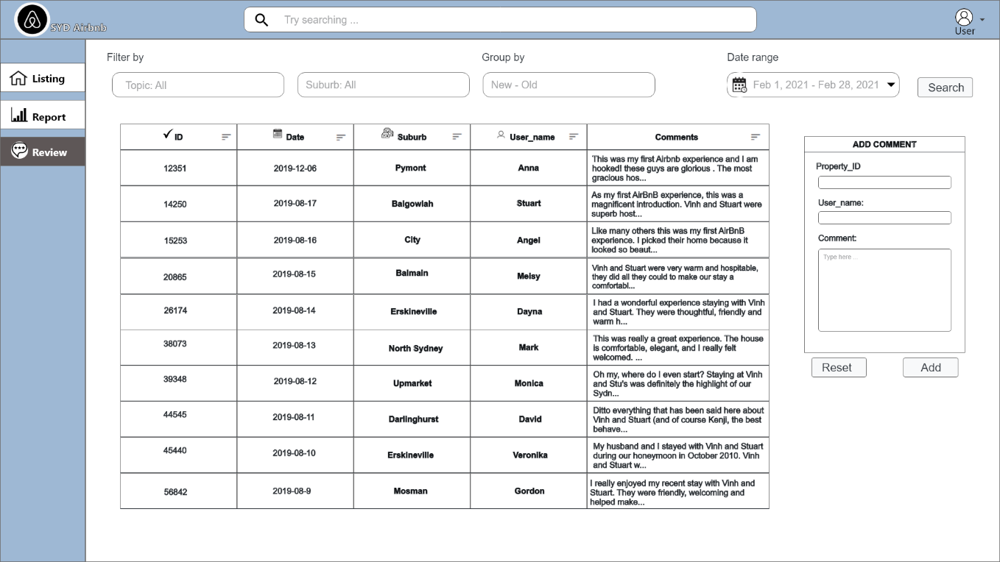 SYD Airbnb
Try searching ...
User
Listing
Report
Review
Filter by
Group by
Date range
Topic: All
Suburb: All
New - Old
Feb 1, 2021 - Feb 28, 2021
Search
ID
Date
Suburb
User_name
Comments
12351
2019-12-06
Pymont
Anna
This was my first Airbnb experience and I am
hooked! these guys are glorious . The most
gracious hos...
14250
2019-08-17
Balgowlah
Stuart
As my first AirBnB experience, this was a
magnificent introduction. Vinh and Stuart were
superb host...
15253
2019-08-16
City
Angel
Like many others this was my first AirBnB
experience. I picked their home because it
looked so beaut...
20865
2019-08-15
Balmain
Meisy
Vinh and Stuart were very warm and hospitable,
they did all they could to make our stay a
comfortabl...
26174
2019-08-14
Erskineville
Dayna
I had a wonderful experience staying with Vinh
and Stuart. They were thoughtful, friendly and
warm h...
38073
2019-08-13
North Sydney
Mark
This was really a great experience. The house
is comfortable, elegant, and I really felt
welcomed. ...
39348
2019-08-12
Upmarket
Monica
Oh my, where do I even start? Staying at Vinh
and Stu's was definitely the highlight of our
Sydn...
44545
2019-08-11
Darlinghurst
David
Ditto everything that has been said here about
Vinh and Stuart (and of course Kenji, the best
behave...
45440
2019-08-10
Erskineville
Veronika
My husband and I stayed with Vinh and Stuart
during our honeymoon in October 2010. Vinh
and Stuart w...
56842
2019-08-9
Mosman
Gordon
I really enjoyed my recent stay with Vinh and
Stuart. They were friendly, welcoming and
helped make...
ADD COMMENT
Property_ID
User_name:
Comment:
Type here ...
Reset
Add